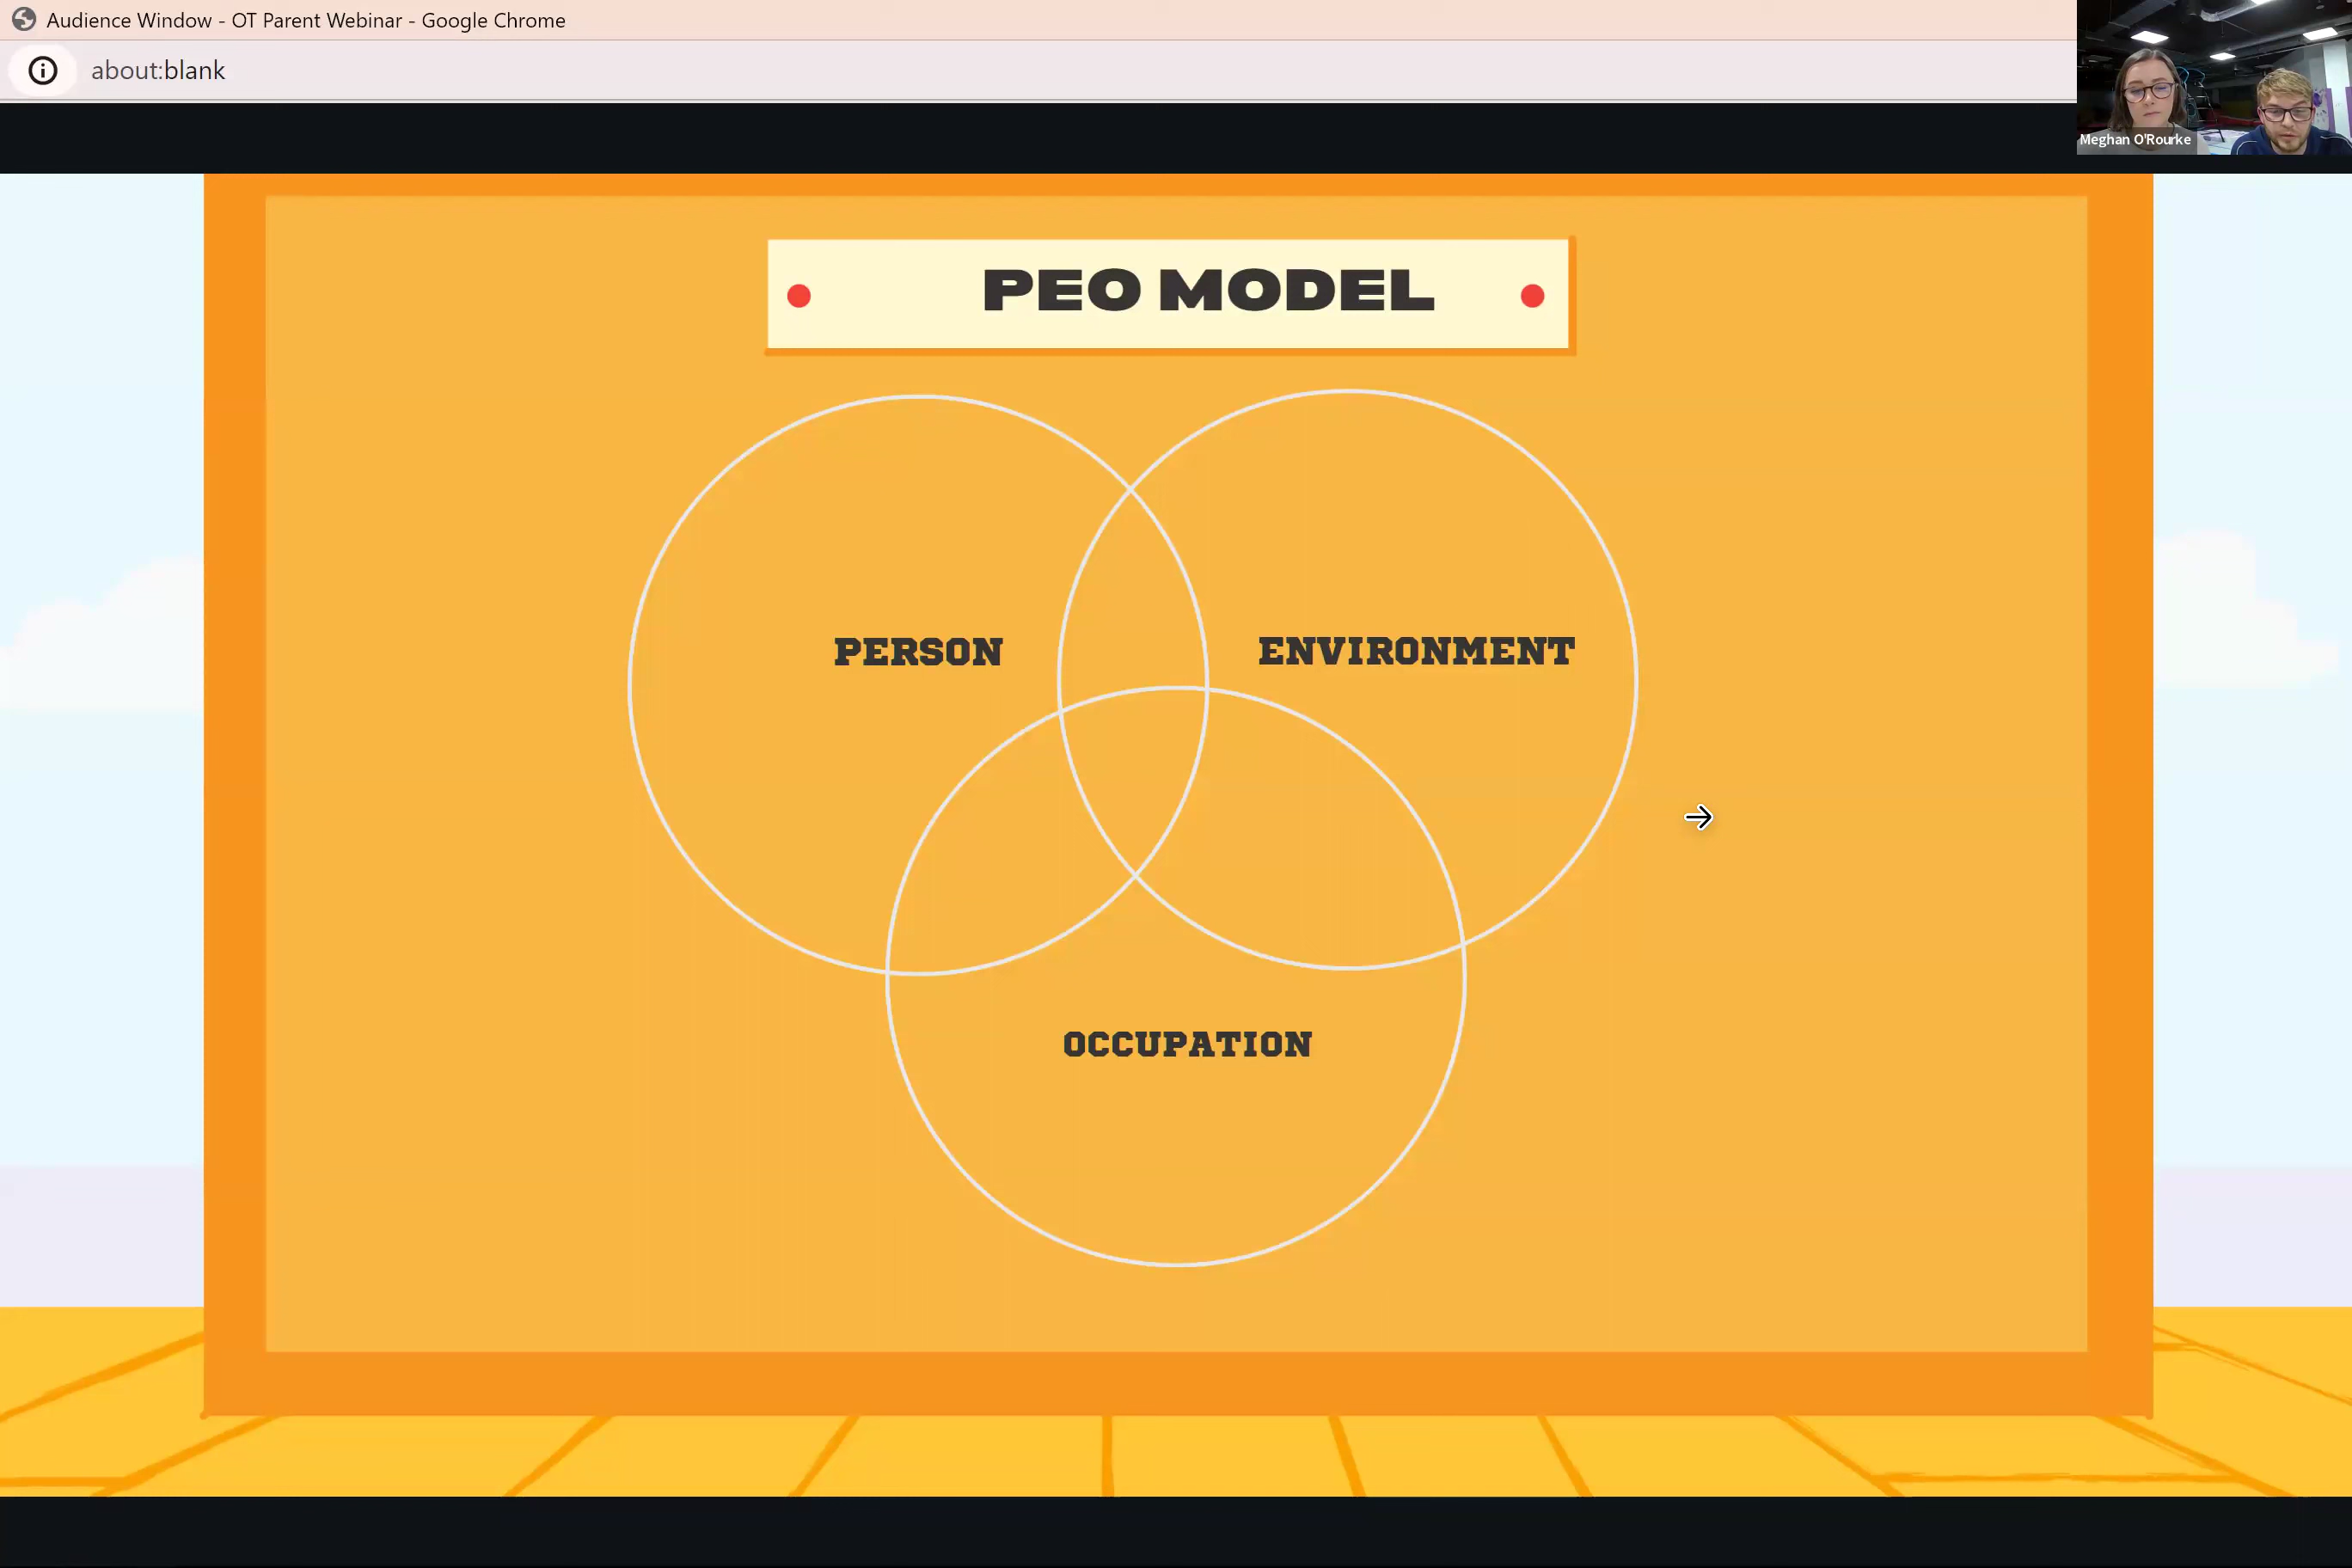 Audience Window - OT Parent Webinar - Google Chrome
about:blank
Meghan O'Rourke
PEO MODEL
PERSON
ENVIRONMENT
OCCUPATION